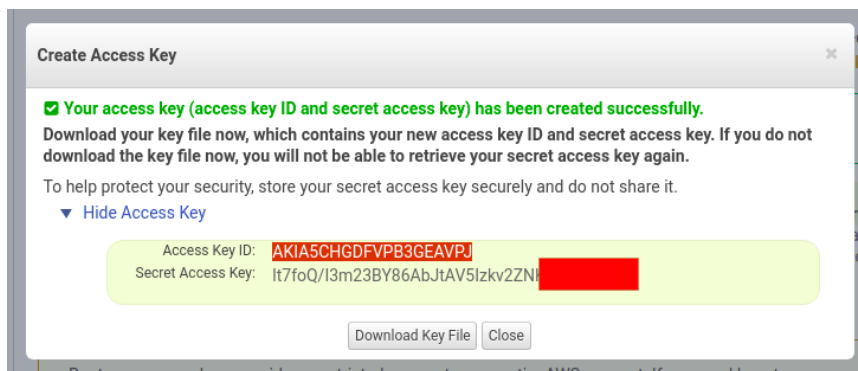 Create Access Key
Your access key (access key ID and secret access key) has been created successfully.
Download your key file now, which contains your new access key ID and secret access key. If you do not
download the key file now, you will not be able to retrieve your secret access key again.
To help protect your security, store your secret access key securely and do not share it.
Hide Access Key
Access Key ID: AKIA5CHGDFVPB3GEAVPJ
Secret Access Key: It7foQ/I3m23BY86AbJtAV5Izkv2ZN
Download Key File Close